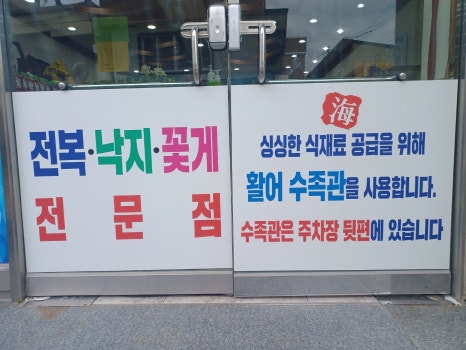 전복·낙지·꽃게
전문점
海
싱싱한 식재료 공급을 위해
활어 수족관을 사용합니다.
수족관은 주차장 뒷편에 있습니다